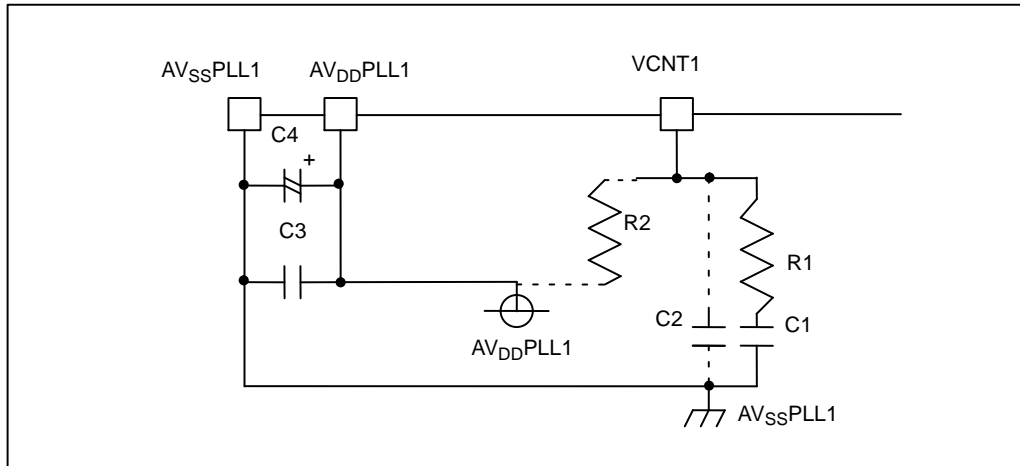 AVSSPLL1 AVDDPLL1 VCNT1
C4
+
C3
R2
R1
C2 C1
AVDDPLL1
AVSSPLL1